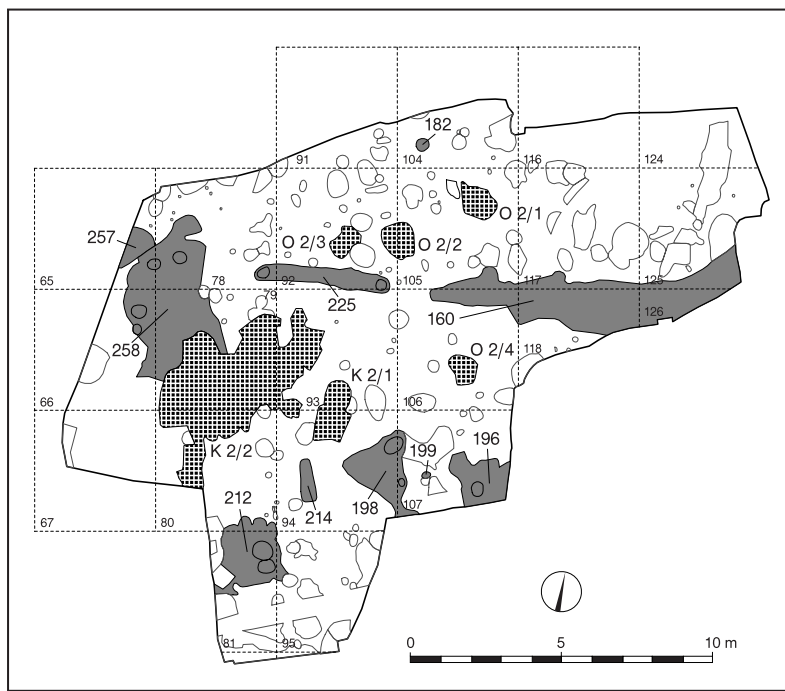 182
91 104 116 124
O 2/1
257 O 2/3 O 2/2
65 78 92 105 117 125
79 225 160 126
258 O 2/4 118
K 2/1
66 93 106
K 2/2 199 196
212 214 198 107
67 80 94
81 95
0 5 10 m